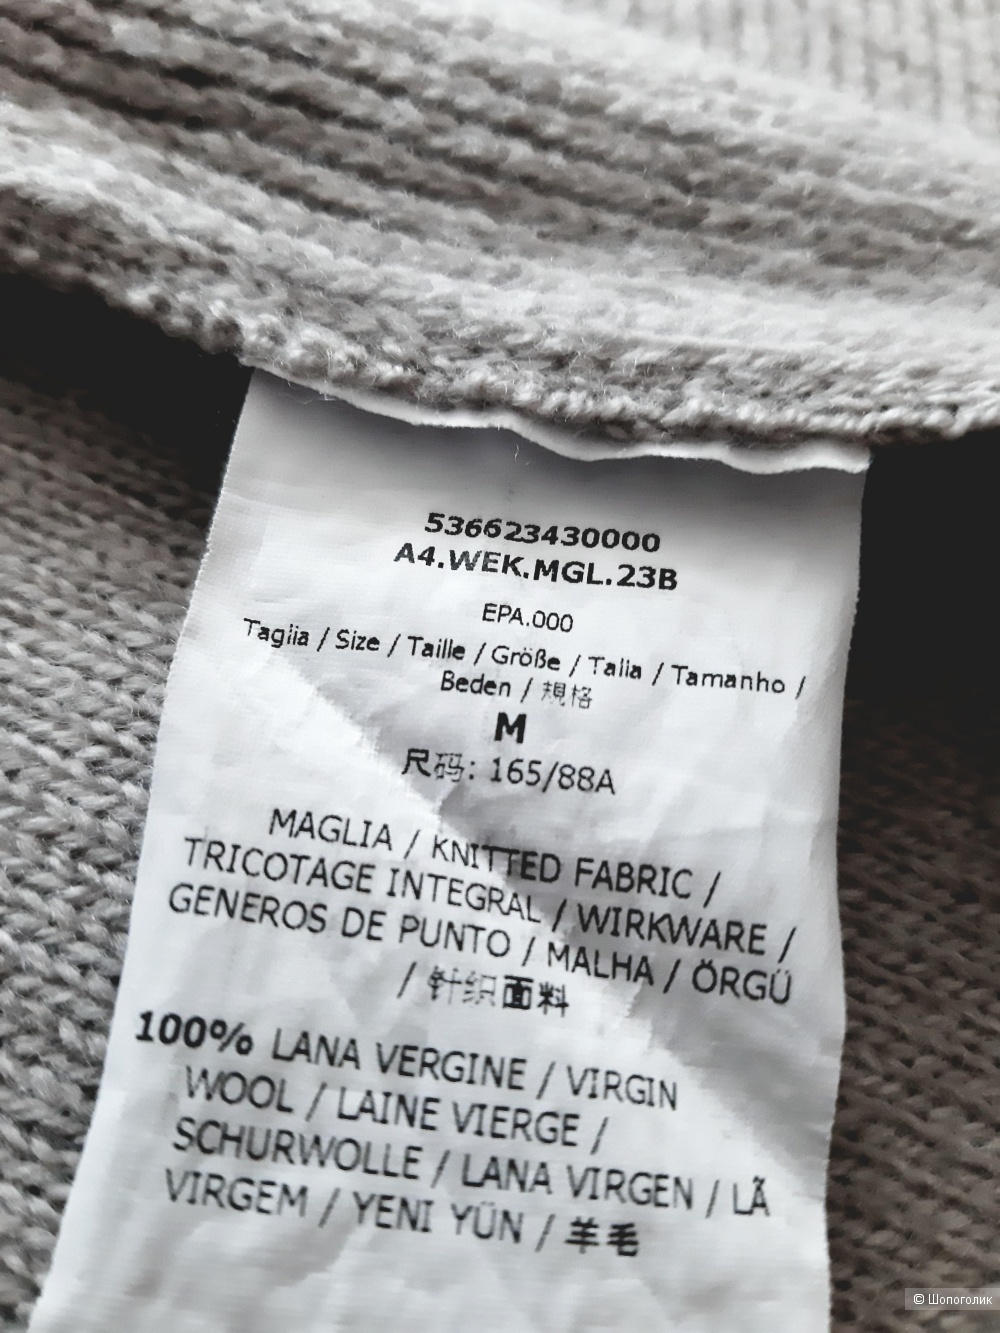 536623430000
A4.WEK.MGL.23B
EPA.000
Taglia / Size / Taille / Größe / Talla / Tamanho /
Beden / 規格
M
尺码: 165/88A
MAGLIA / KNITTED FABRIC /
TRICOTAGE INTEGRAL / WIRKWARE /
GENEROS DE PUNTO / MALHA / ÖRGÜ
/ 针织面料
100% LANA VERGINE / VIRGIN
WOOL / LAINE VIERGE /
SCHURWOLLE / LANA VIRGEN / LÃ
VIRGEM / YENI YÜN / 羊毛
© Шопоголик